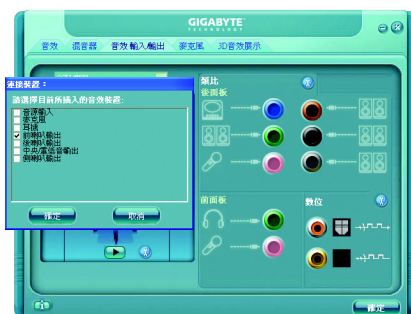 GIGABYTE
TECHNOLOGY
音效 混音器 音效 輸入/輸出 麥克風 3D音效展示
連接裝置：
請選擇目前所插入的音效裝置:
音源輸入
麥克風
耳機
前喇叭輸出
後喇叭輸出
中央/重低音輸出
側喇叭輸出
確定 取消
類比
後面板
前面板
數位
確定